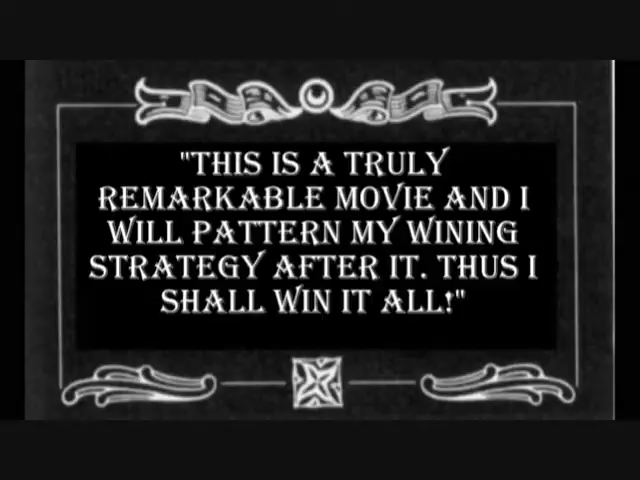 "THIS IS A TRULY
REMARKABLE MOVIE AND I
WILL PATTERN MY WINING
STRATEGY AFTER IT. THUS I
SHALL WIN IT ALL!"